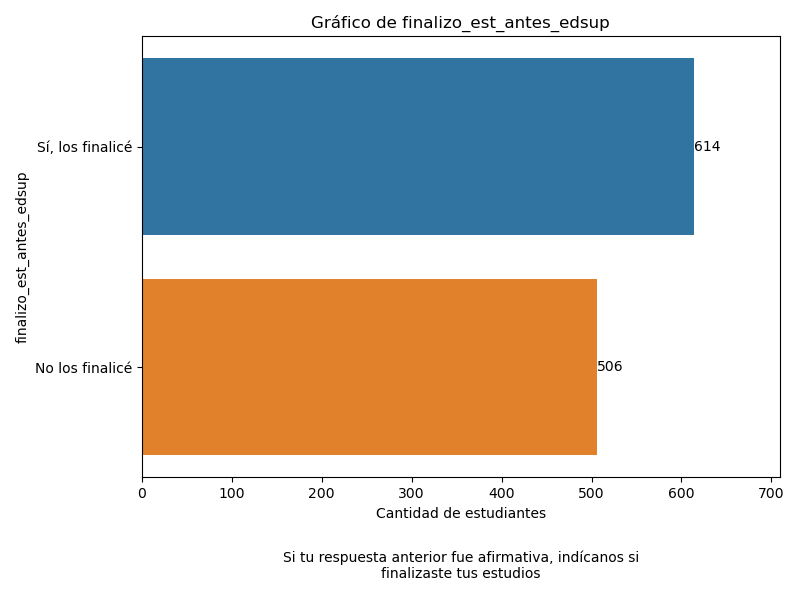 Gráfico de finalizo_est_antes_edsup
finalizo_est_antes_edsup
Sí, los finalicé
614
No los finalicé
506
0 100 200 300 400 500 600 700
Cantidad de estudiantes
Si tu respuesta anterior fue afirmativa, indícanos si
finalizaste tus estudios